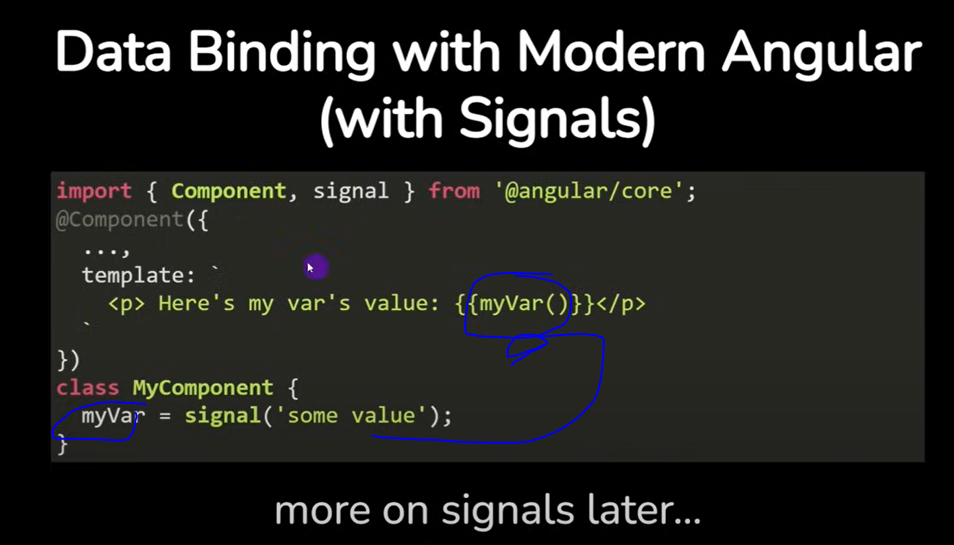 Data Binding with Modern Angular
(with Signals)
import { Component, signal } from '@angular/core';
@Component({
...,
template: `
<p> Here's my var's value: {{myVar()}}</p>
`
})
class MyComponent {
myVar = signal('some value');
}
more on signals later...